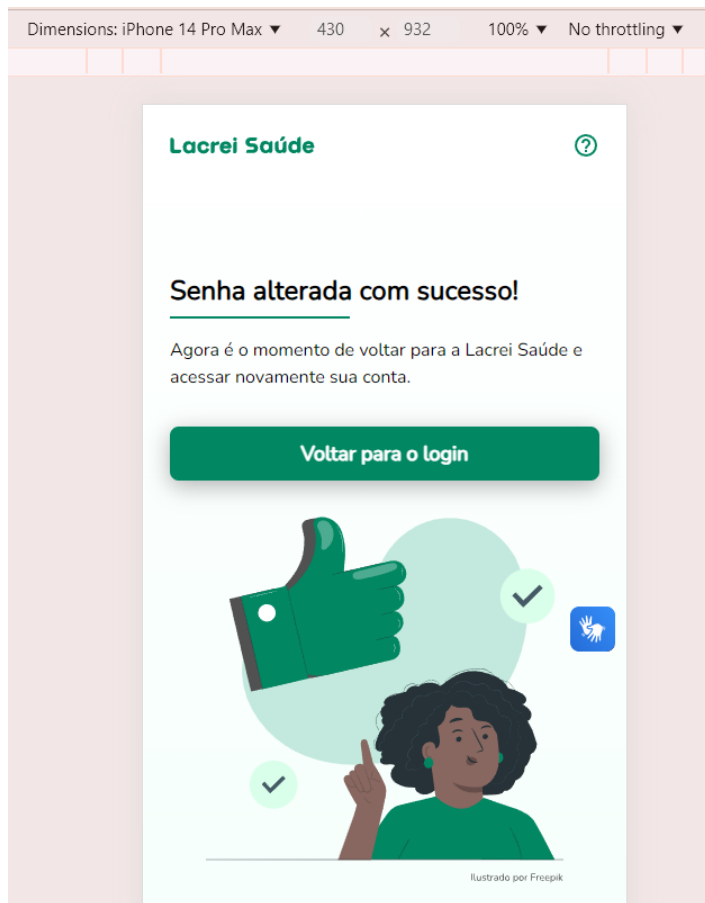 Dimensions: iPhone 14 Pro Max ▼ 430 × 932 100% ▼ No throttling ▼
Lacrei Saúde
Senha alterada com sucesso!
Agora é o momento de voltar para a Lacrei Saúde e
acessar novamente sua conta.
Voltar para o login
Ilustrado por Freepik